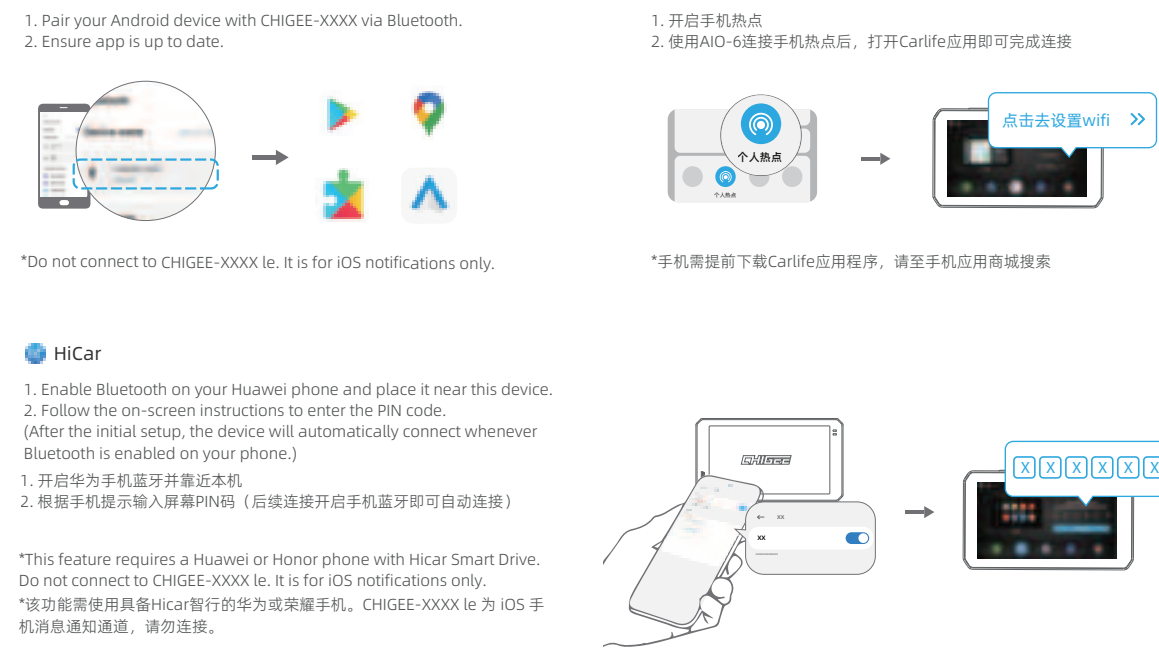 1. Pair your Android device with CHIGEE-XXXX via Bluetooth.
2. Ensure app is up to date.
*Do not connect to CHIGEE-XXXX le. It is for iOS notifications only.
1. 开启手机热点
2. 使用AIO-6连接手机热点后，打开Carlife应用即可完成连接
个人热点
个人热点
点击去设置wifi >>
*手机需提前下载Carlife应用程序，请至手机应用商城搜索
HiCar
1. Enable Bluetooth on your Huawei phone and place it near this device.
2. Follow the on-screen instructions to enter the PIN code.
(After the initial setup, the device will automatically connect whenever
Bluetooth is enabled on your phone.)
1. 开启华为手机蓝牙并靠近本机
2. 根据手机提示输入屏幕PIN码（后续连接开启手机蓝牙即可自动连接）
*This feature requires a Huawei or Honor phone with Hicar Smart Drive.
Do not connect to CHIGEE-XXXX le. It is for iOS notifications only.
*该功能需使用具备Hicar智行的华为或荣耀手机。CHIGEE-XXXX le 为 iOS 手
机消息通知通道，请勿连接。
CHIGEE
← xx
xx
X X X X X X